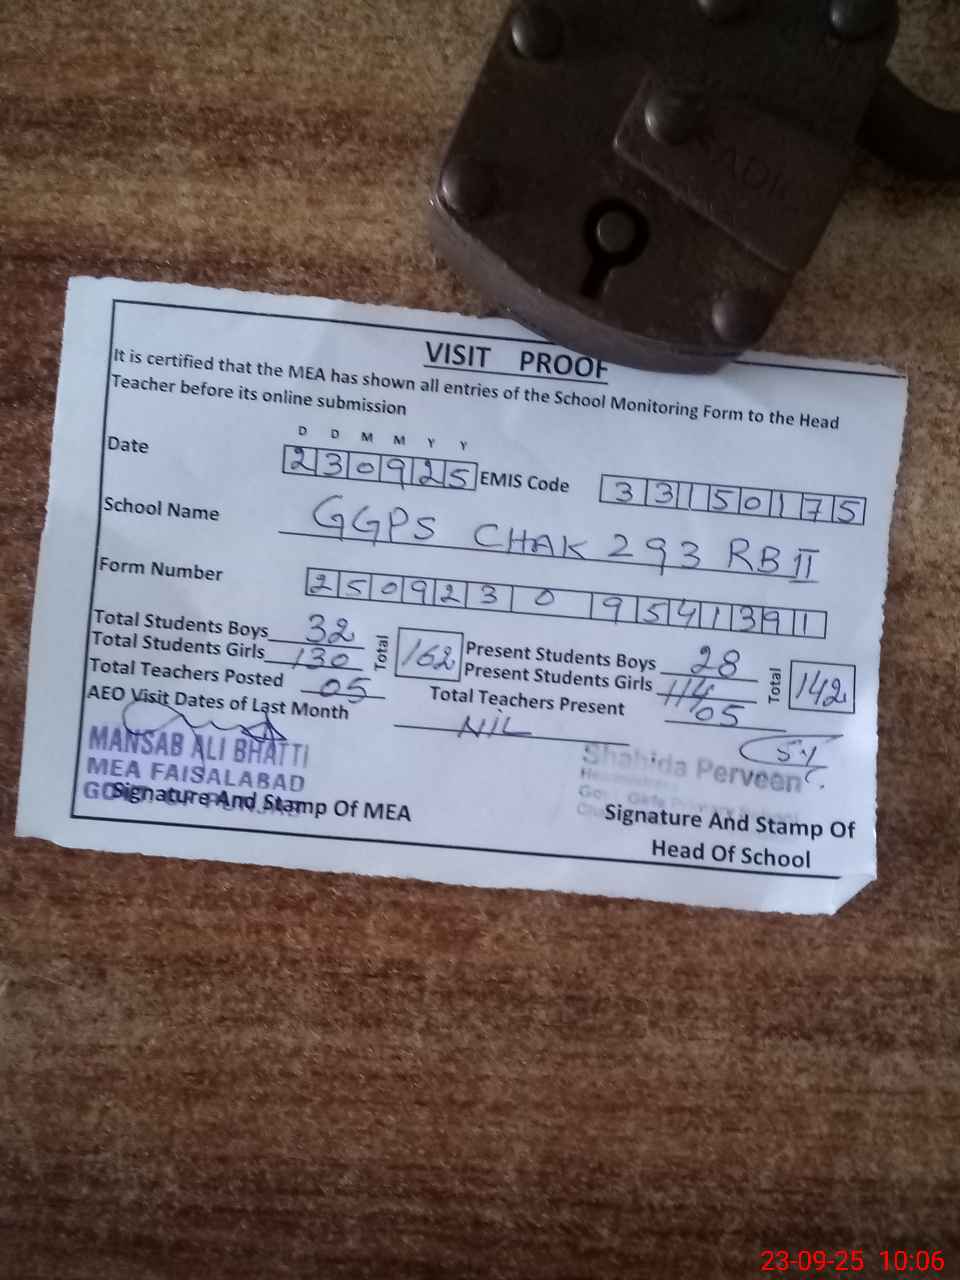 VISIT PROOF
It is certified that the MEA has shown all entries of the School Monitoring Form to the Head
Teacher before its online submission
D D M M Y Y
Date 230925 EMIS Code 33150175
School Name GGPS CHAK 293 RB II
Form Number 25092309541391
Total Students Boys 32 Total 162 Present Students Boys 28 Total 142
Total Students Girls 130 Present Students Girls 114
Total Teachers Posted 05 Total Teachers Present 05
AEO Visit Dates of Last Month NIL
MANSAB ALI BHATTI
MEA FAISALABAD
Shahida Perveen
Signature And Stamp Of MEA
Signature And Stamp Of
Head Of School
23-09-25 10:06